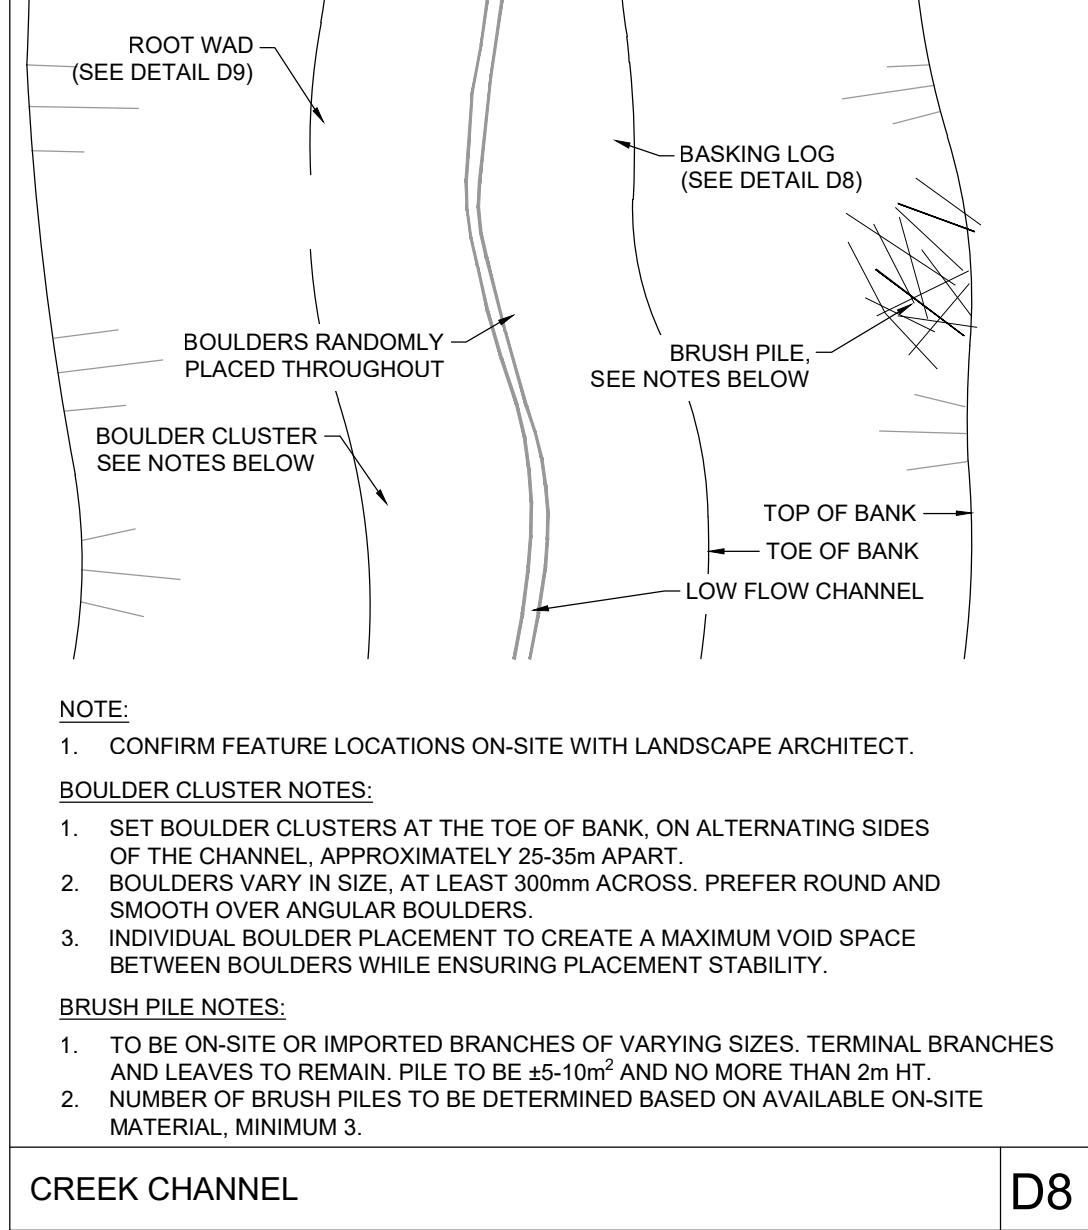 ROOT WAD
(SEE DETAIL D9)
BASKING LOG
(SEE DETAIL D8)
BOULDERS RANDOMLY
PLACED THROUGHOUT
BRUSH PILE,
SEE NOTES BELOW
BOULDER CLUSTER
SEE NOTES BELOW
TOP OF BANK
TOE OF BANK
LOW FLOW CHANNEL
NOTE:
1. CONFIRM FEATURE LOCATIONS ON-SITE WITH LANDSCAPE ARCHITECT.
BOULDER CLUSTER NOTES:
1. SET BOULDER CLUSTERS AT THE TOE OF BANK, ON ALTERNATING SIDES
OF THE CHANNEL, APPROXIMATELY 25-35m APART.
2. BOULDERS VARY IN SIZE, AT LEAST 300mm ACROSS. PREFER ROUND AND
SMOOTH OVER ANGULAR BOULDERS.
3. INDIVIDUAL BOULDER PLACEMENT TO CREATE A MAXIMUM VOID SPACE
BETWEEN BOULDERS WHILE ENSURING PLACEMENT STABILITY.
BRUSH PILE NOTES:
1. TO BE ON-SITE OR IMPORTED BRANCHES OF VARYING SIZES. TERMINAL BRANCHES
AND LEAVES TO REMAIN. PILE TO BE ±5-10m² AND NO MORE THAN 2m HT.
2. NUMBER OF BRUSH PILES TO BE DETERMINED BASED ON AVAILABLE ON-SITE
MATERIAL, MINIMUM 3.
CREEK CHANNEL
D8